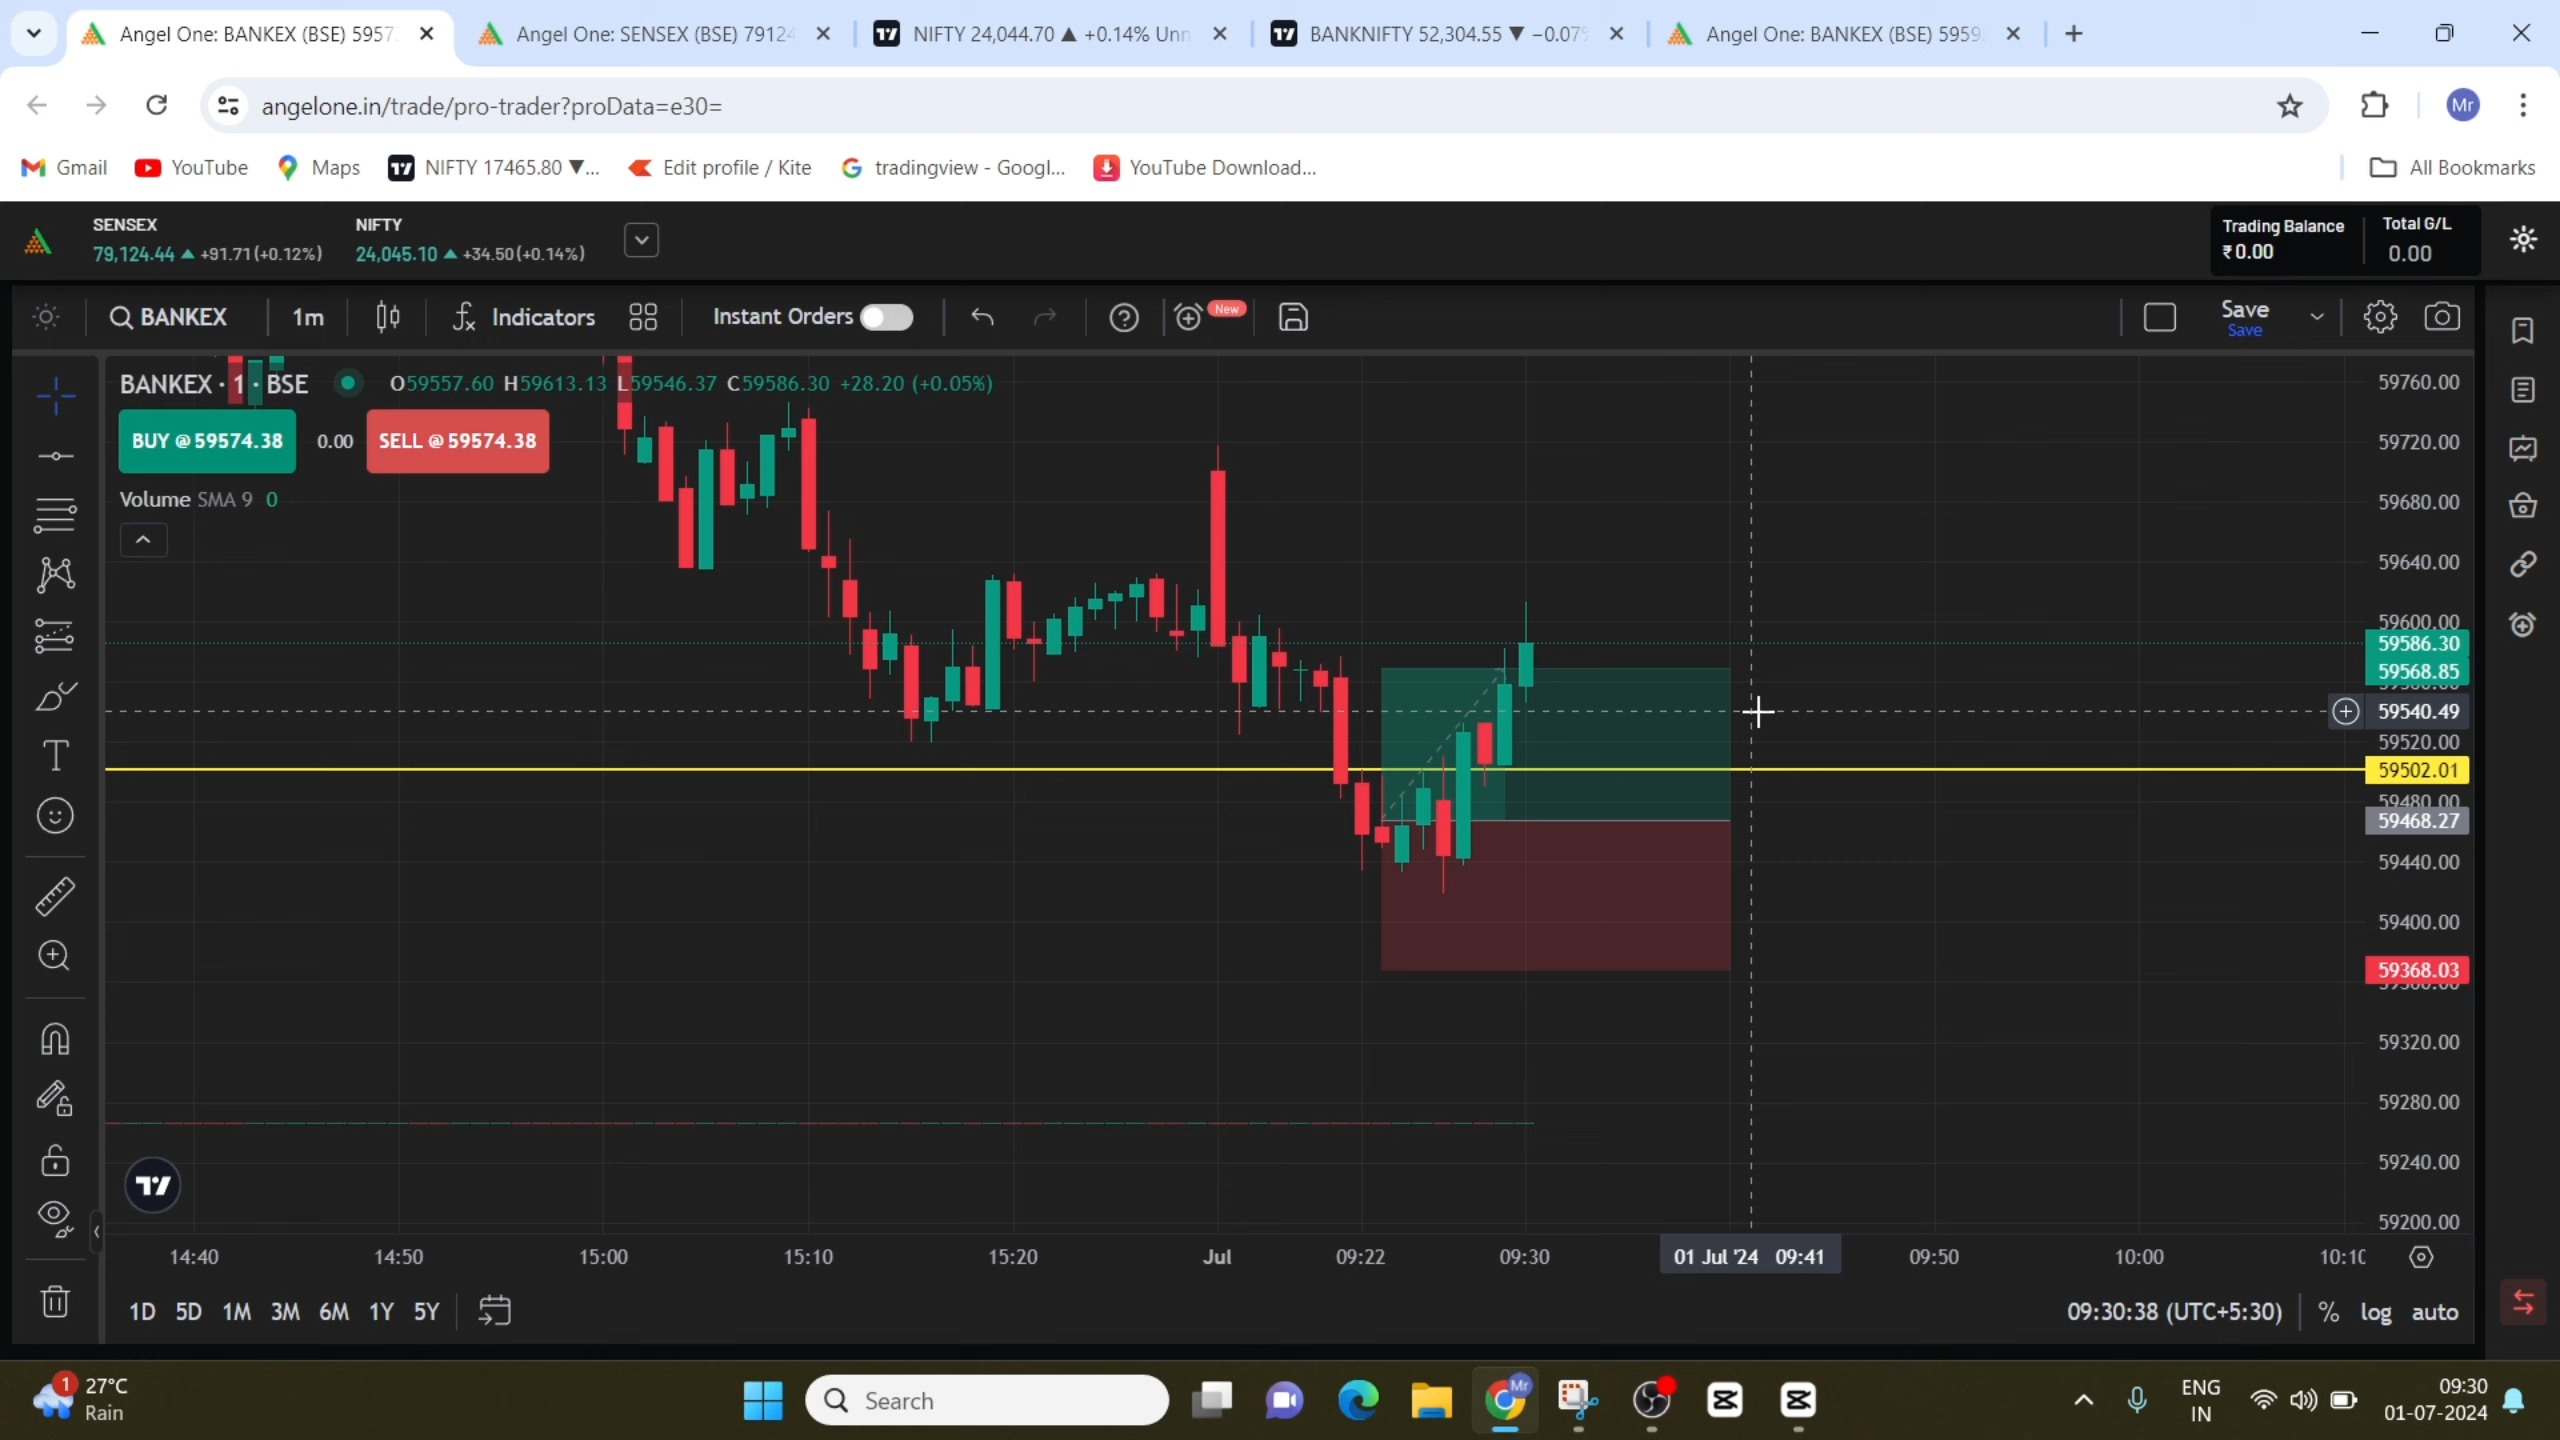 Angel One: BANKEX (BSE) 5957
Angel One: SENSEX (BSE) 79124
NIFTY 24,044.70 ▲ +0.14% Unn
BANKNIFTY 52,304.55 ▼ −0.07%
Angel One: BANKEX (BSE) 5959
angelone.in/trade/pro-trader?proData=e30=
Mr
Gmail
YouTube
Maps
NIFTY 17465.80 ▼...
Edit profile / Kite
tradingview - Googl...
YouTube Download...
All Bookmarks
SENSEX
79,124.44 ▲ +91.71(+0.12%)
NIFTY
24,045.10 ▲ +34.50(+0.14%)
Trading Balance
₹0.00
Total G/L
0.00
BANKEX
1m
Indicators
Instant Orders
New
Save
Save
BANKEX · 1 · BSE
O59557.60 H59613.13 L59546.37 C59586.30 +28.20 (+0.05%)
BUY @ 59574.38
0.00
SELL @ 59574.38
Volume SMA 9 0
59760.00
59720.00
59680.00
59640.00
59600.00
59586.30
59568.85
59540.49
59520.00
59502.01
59480.00
59468.27
59440.00
59400.00
59368.03
59320.00
59280.00
59240.00
59200.00
14:40
14:50
15:00
15:10
15:20
Jul
09:22
09:30
01 Jul '24 09:41
09:50
10:00
10:10
1D 5D 1M 3M 6M 1Y 5Y
09:30:38 (UTC+5:30)
% log auto
1
27°C
Rain
Search
Mr
ENG
IN
09:30
01-07-2024